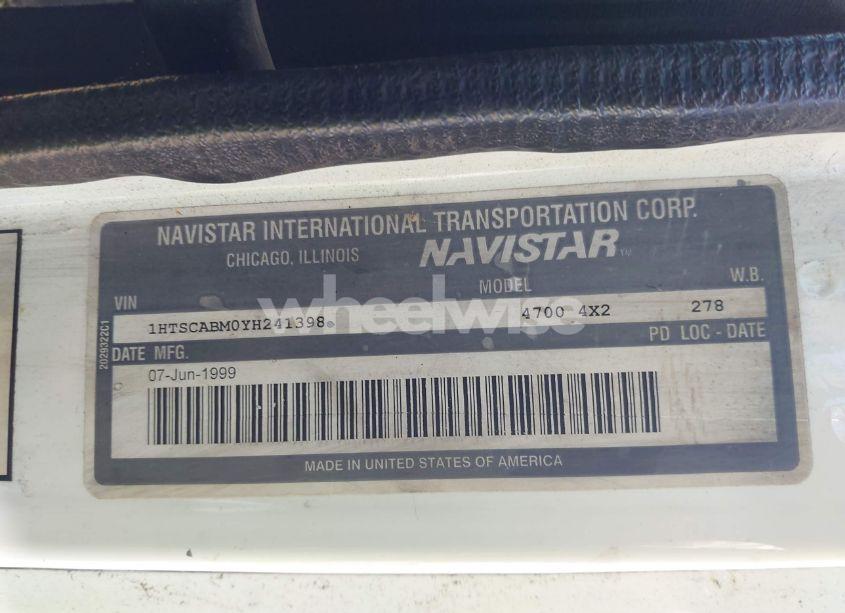 NAVISTAR INTERNATIONAL TRANSPORTATION CORP.
CHICAGO, ILLINOIS NAVISTAR
VIN MODEL W.B.
1HTSCABM0YH241398 4700 4X2 278
DATE MFG. PD LOC - DATE
07-Jun-1999
MADE IN UNITED STATES OF AMERICA
2029322C1
wheelwise